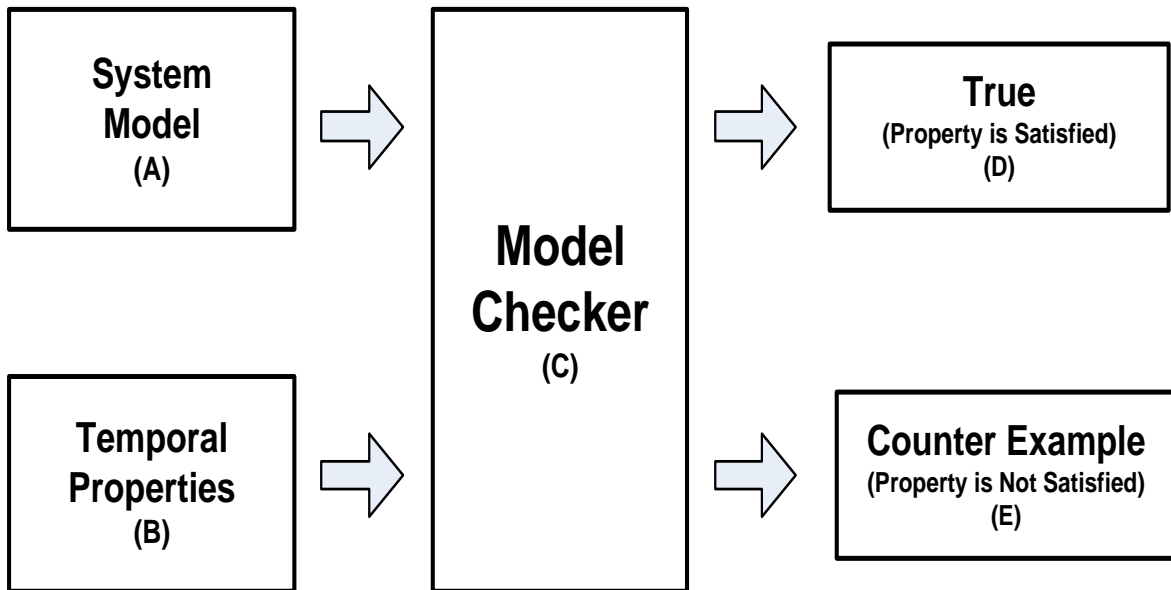 System
Model
(A)
Temporal
Properties
(B)
Model
Checker
(C)
True
(Property is Satisfied)
(D)
Counter Example
(Property is Not Satisfied)
(E)